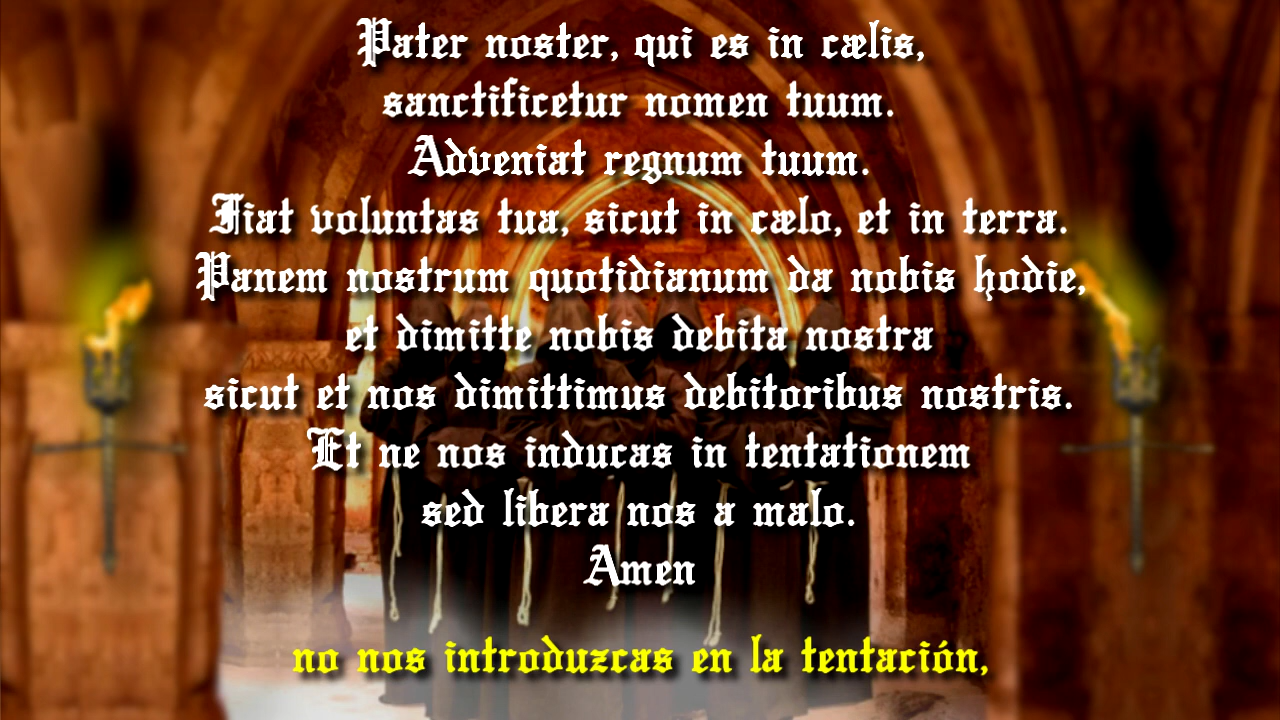 Pater noster, qui es in cælis,
sanctificetur nomen tuum.
Adveniat regnum tuum.
Fiat voluntas tua, sicut in cælo, et in terra.
Panem nostrum quotidianum da nobis hodie,
et dimitte nobis debita nostra
sicut et nos dimittimus debitoribus nostris.
Et ne nos inducas in tentationem
sed libera nos a malo.
Amen
no nos introduzcas en la tentación,